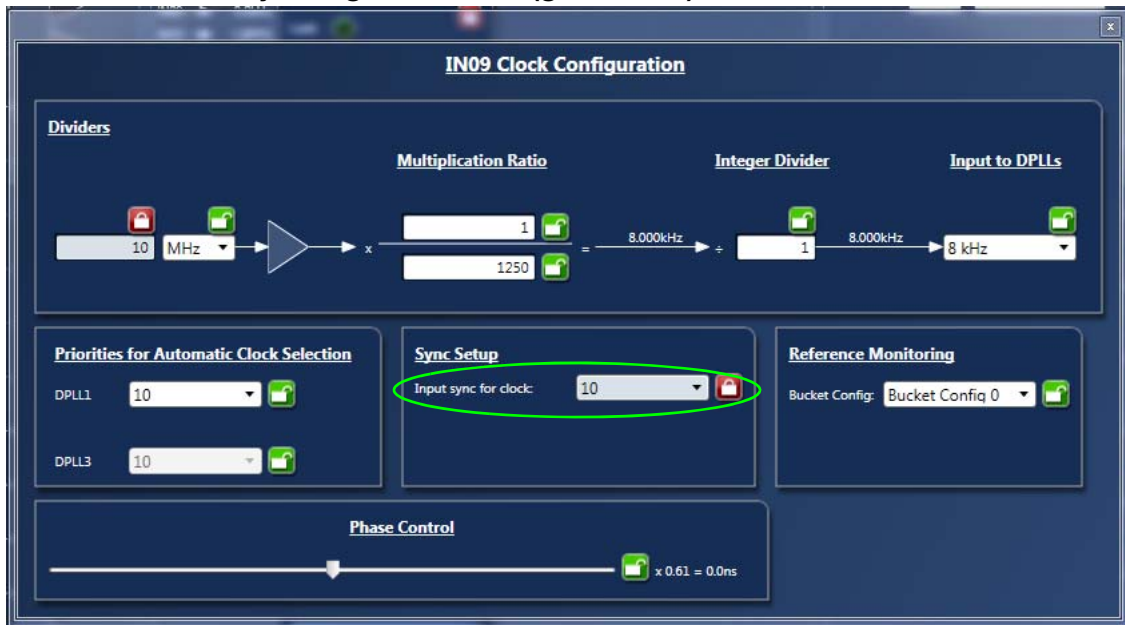 x
IN09 Clock Configuration
Dividers
Multiplication Ratio
Integer Divider
Input to DPLLs
10 MHz x 1 = 8.000kHz ÷ 1 8.000kHz 8 kHz
1250
Priorities for Automatic Clock Selection
DPLL1 10
DPLL3 10
Sync Setup
Input sync for clock: 10
Reference Monitoring
Bucket Config: Bucket Config 0
Phase Control
x 0.61 = 0.0ns